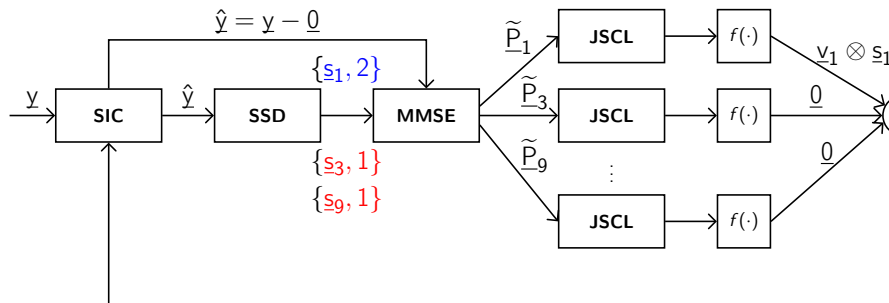 ŷ = y − 0
y
SIC
ŷ
SSD
{s₁, 2}
{s₃, 1}
{s₉, 1}
MMSE
P̃₁
JSCL
f(·)
v₁ ⊗ s₁
P̃₃
JSCL
f(·)
0
P̃₉
⋮
JSCL
f(·)
0